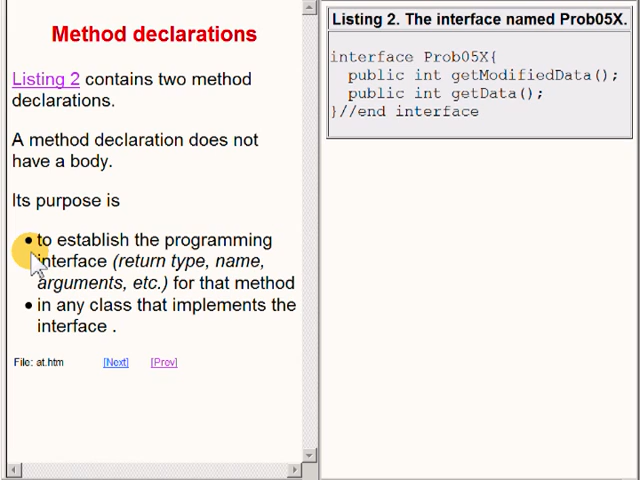 Method declarations
Listing 2 contains two method
declarations.
A method declaration does not
have a body.
Its purpose is
• to establish the programming
interface (return type, name,
arguments, etc.) for that method
• in any class that implements the
interface .
File: at.htm [Next] [Prev]
Listing 2. The interface named Prob05X.
interface Prob05X{
  public int getModifiedData();
  public int getData();
}//end interface